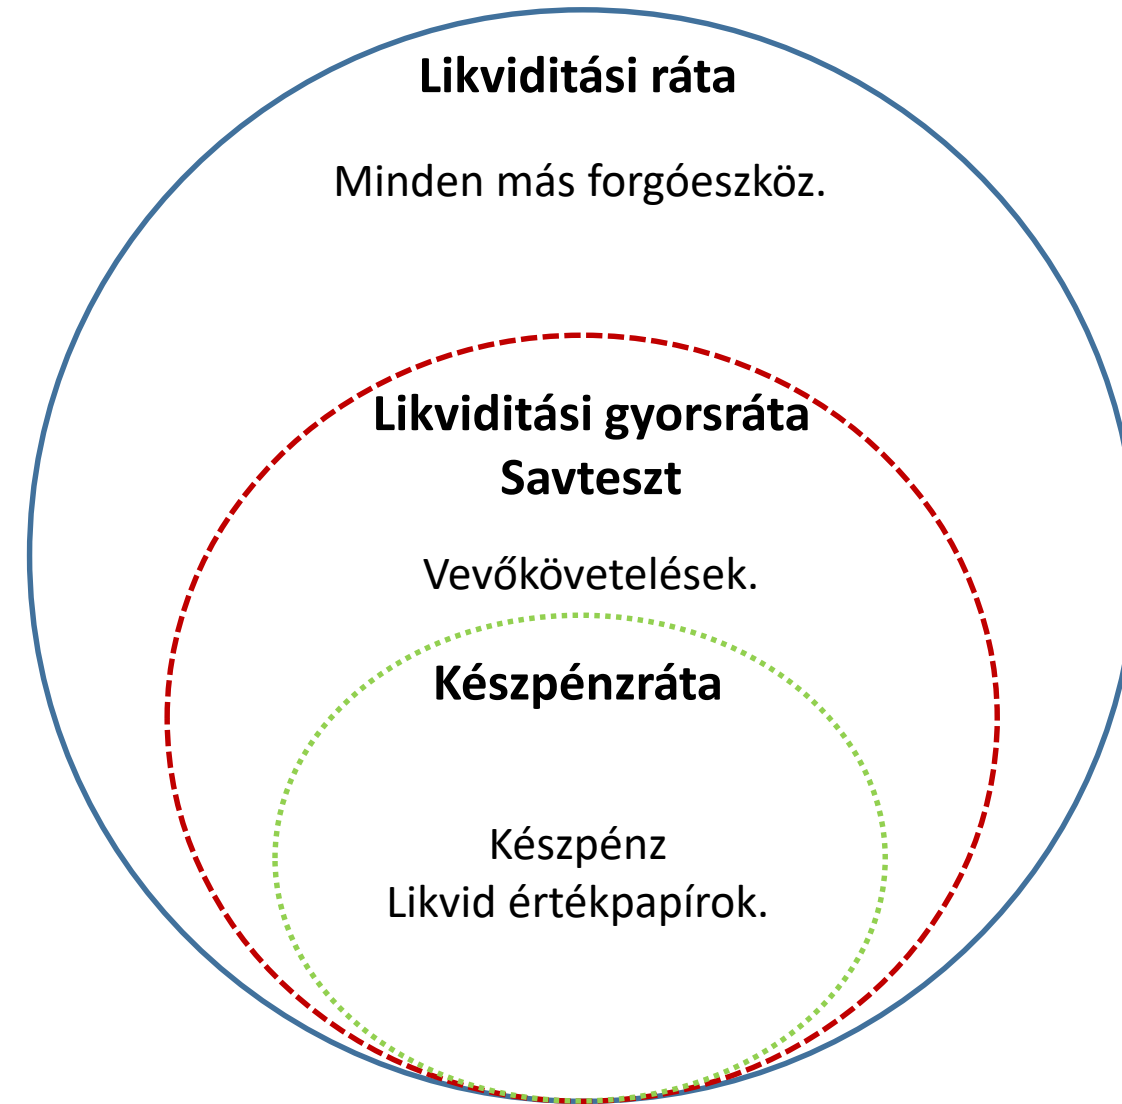 Likviditási ráta
Minden más forgóeszköz.
Likviditási gyorsráta
Savteszt
Vevőkövetelések.
Készpénzráta
Készpénz
Likvid értékpapírok.